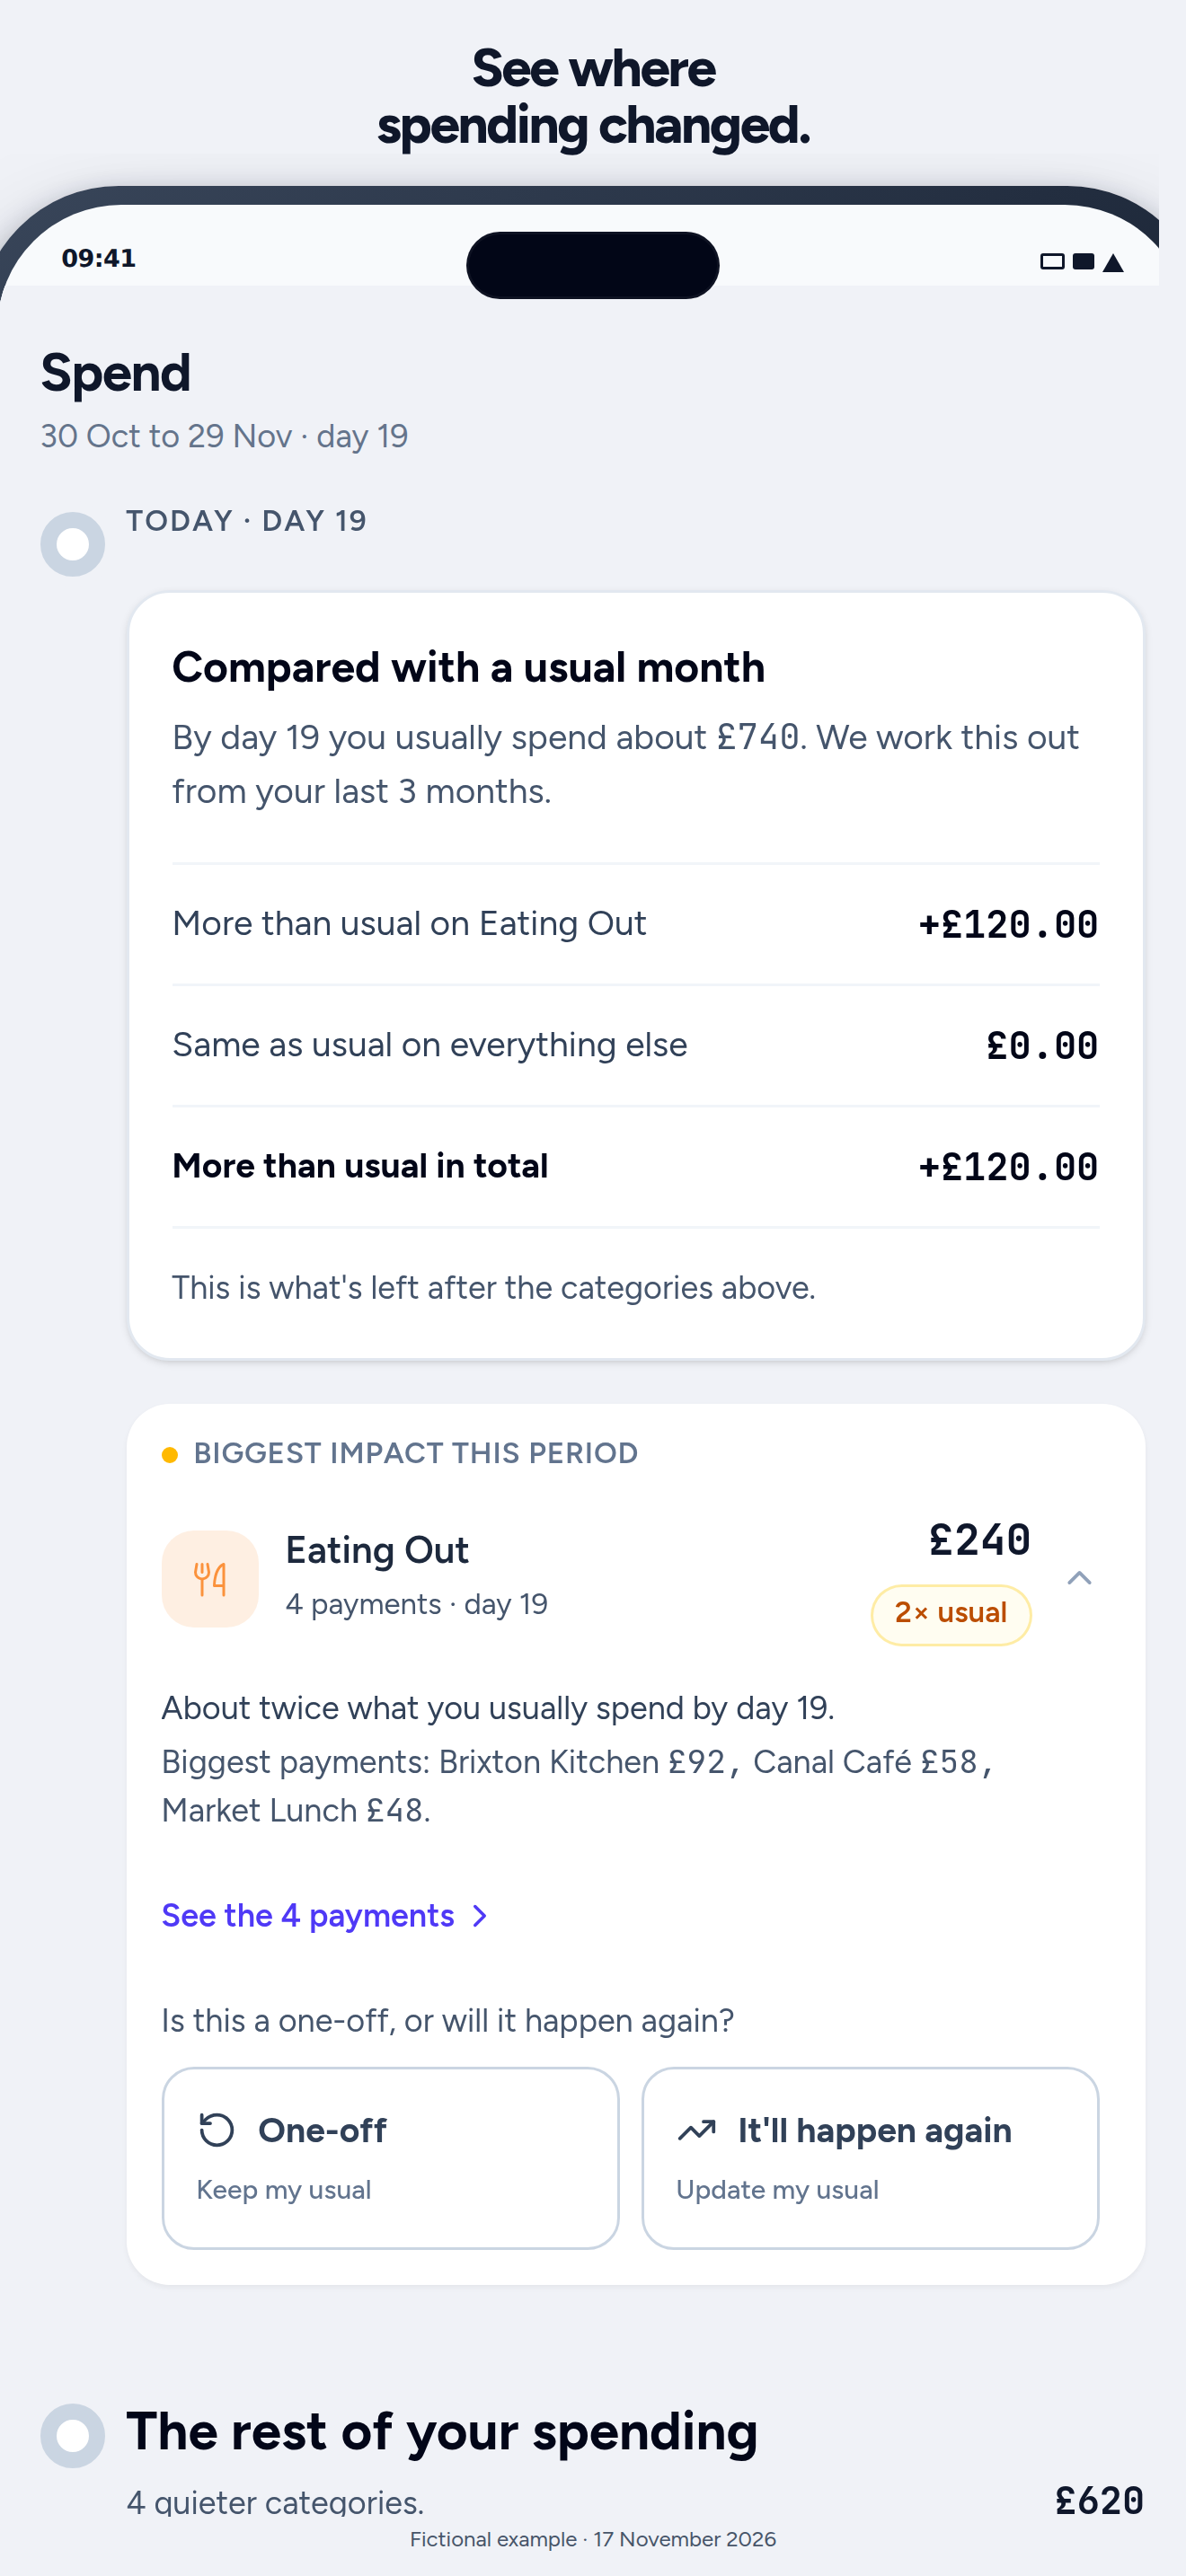 See where
spending changed.
09:41
Spend
30 Oct to 29 Nov · day 19
TODAY · DAY 19
Compared with a usual month
By day 19 you usually spend about £740. We work this out
from your last 3 months.
More than usual on Eating Out +£120.00
Same as usual on everything else £0.00
More than usual in total +£120.00
This is what's left after the categories above.
BIGGEST IMPACT THIS PERIOD
Eating Out £240
4 payments · day 19 2× usual
About twice what you usually spend by day 19.
Biggest payments: Brixton Kitchen £92, Canal Café £58,
Market Lunch £48.
See the 4 payments
Is this a one-off, or will it happen again?
One-off It'll happen again
Keep my usual Update my usual
The rest of your spending
4 quieter categories. £620
Fictional example · 17 November 2026